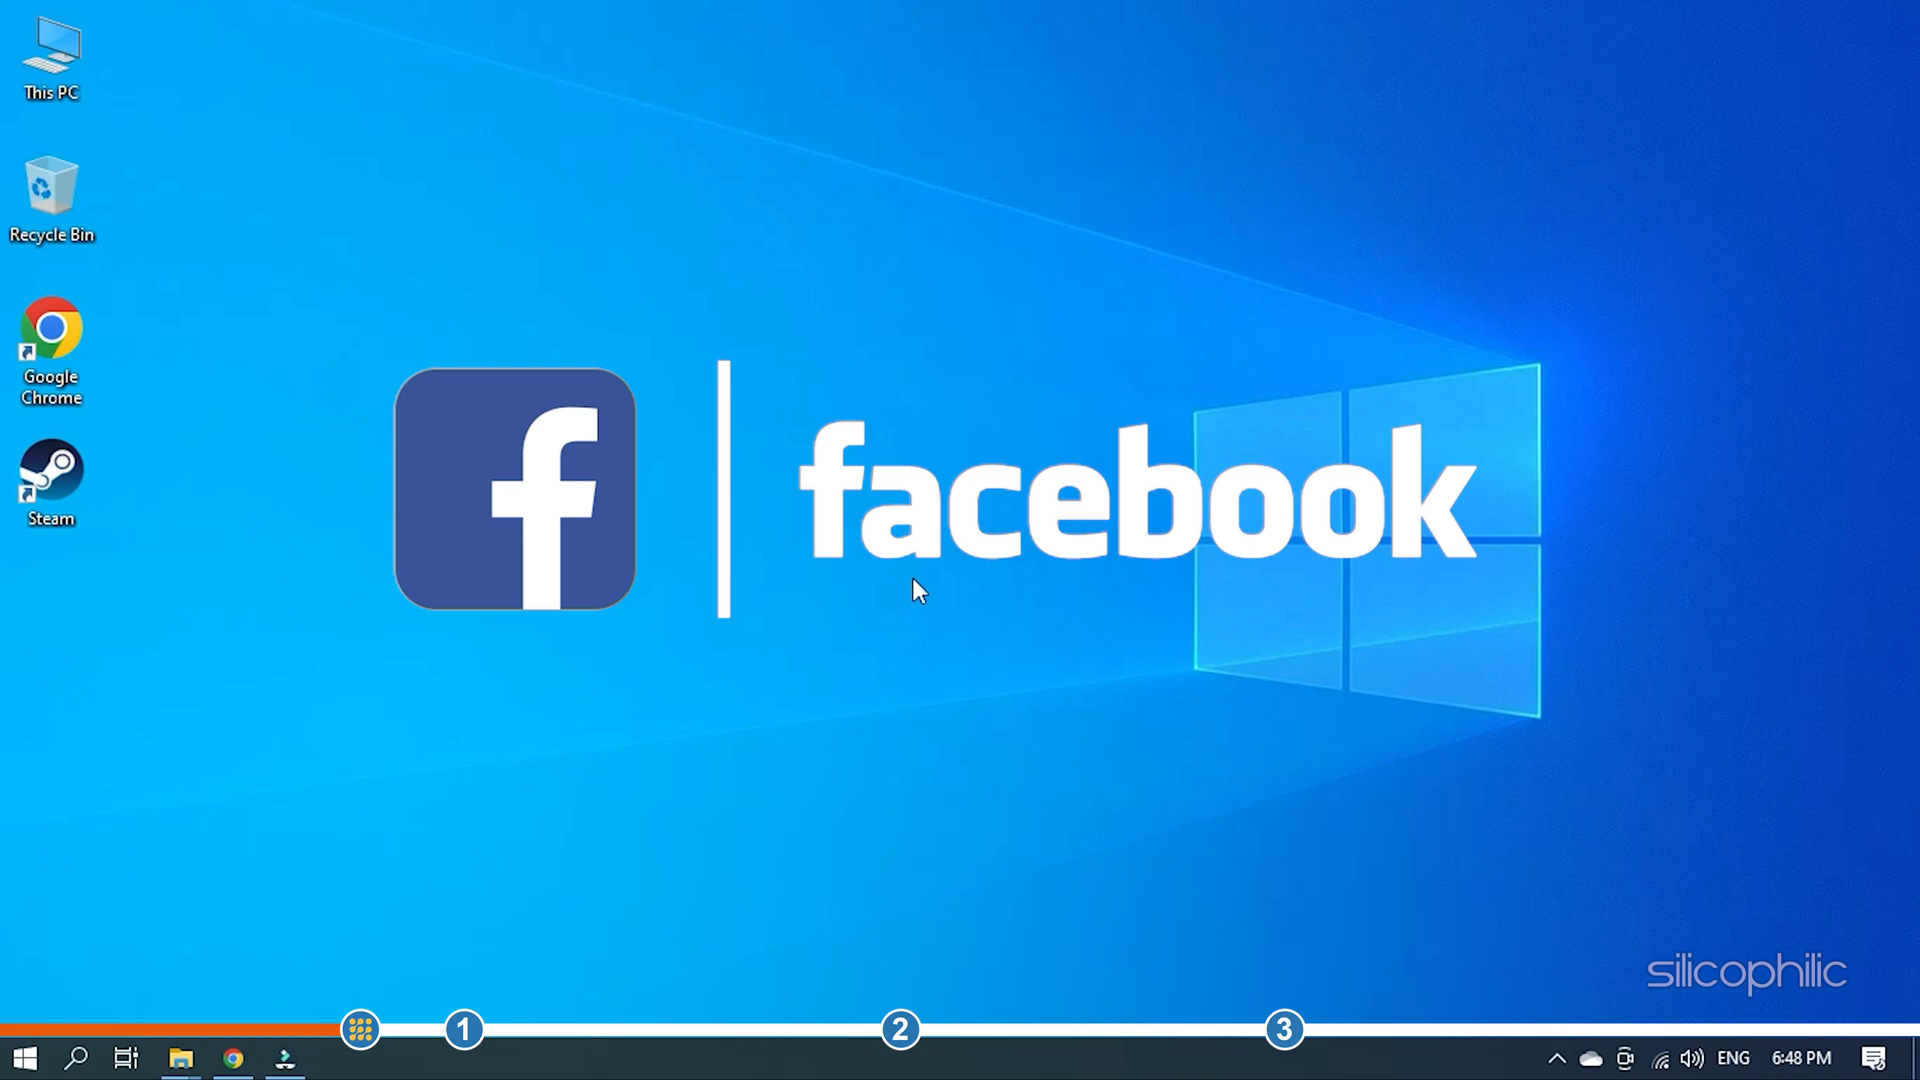 This PC
Recycle Bin
Google
Chrome
Steam
f
facebook
silicophilic
1
2
3
ENG
6:48 PM